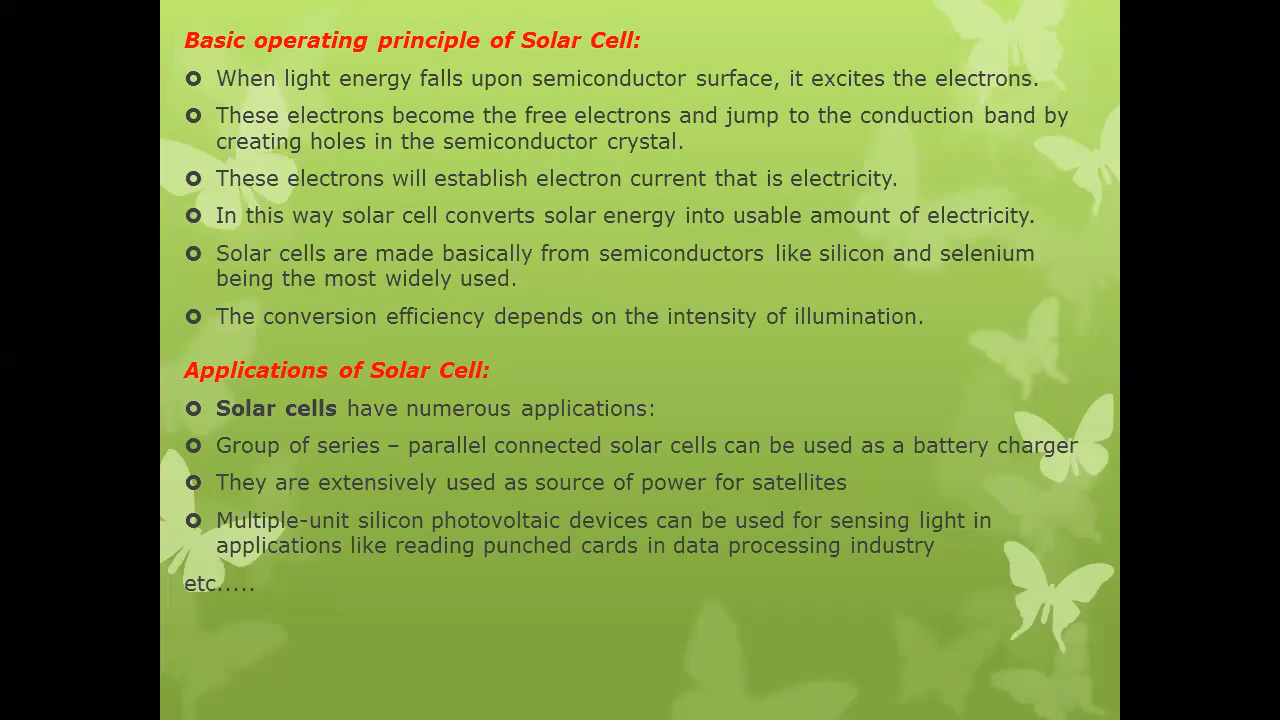 Basic operating principle of Solar Cell:
When light energy falls upon semiconductor surface, it excites the electrons.
These electrons become the free electrons and jump to the conduction band by
creating holes in the semiconductor crystal.
These electrons will establish electron current that is electricity.
In this way solar cell converts solar energy into usable amount of electricity.
Solar cells are made basically from semiconductors like silicon and selenium
being the most widely used.
The conversion efficiency depends on the intensity of illumination.
Applications of Solar Cell:
Solar cells have numerous applications:
Group of series – parallel connected solar cells can be used as a battery charger
They are extensively used as source of power for satellites
Multiple-unit silicon photovoltaic devices can be used for sensing light in
applications like reading punched cards in data processing industry
etc.....